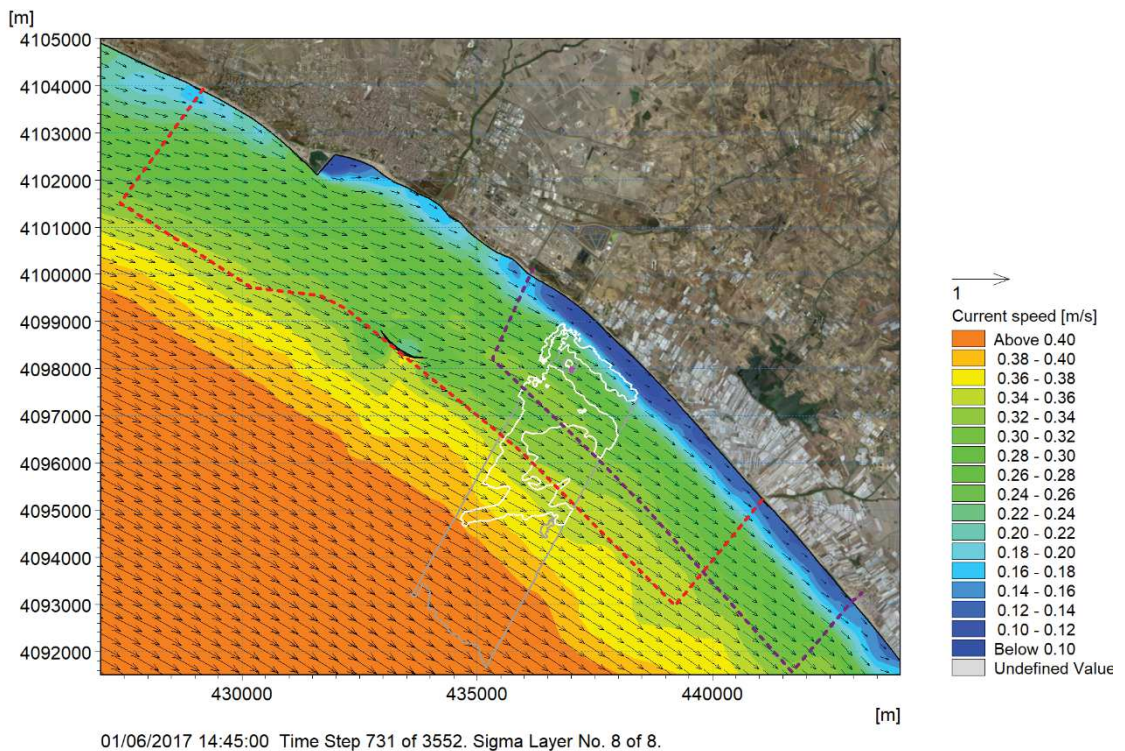 [m]
4105000
4104000
4103000
4102000
4101000
4100000
4099000
4098000
4097000
4096000
4095000
4094000
4093000
4092000
430000
435000
440000
[m]
1
Current speed [m/s]
Above 0.40
0.38 - 0.40
0.36 - 0.38
0.34 - 0.36
0.32 - 0.34
0.30 - 0.32
0.28 - 0.30
0.26 - 0.28
0.24 - 0.26
0.22 - 0.24
0.20 - 0.22
0.18 - 0.20
0.16 - 0.18
0.14 - 0.16
0.12 - 0.14
0.10 - 0.12
Below 0.10
Undefined Value
01/06/2017 14:45:00 Time Step 731 of 3552. Sigma Layer No. 8 of 8.